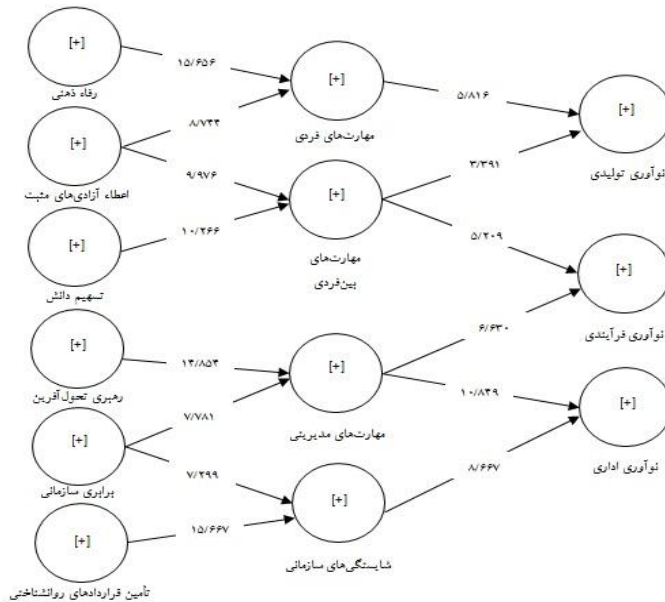 [+]
رفاه ذهنی
[+]
اعطاء آزادی‌های مثبت
[+]
تسهیم دانش
[+]
رهبری تحول‌آفرین
[+]
برابری سازمانی
[+]
تأمین قراردادهای روانشناختی
۱۵/۶۵۶
۸/۷۴۴
۹/۹۷۶
۱۰/۲۶۶
۱۴/۸۵۴
۷/۷۸۱
۷/۲۹۹
۱۵/۶۶۷
[+]
مهارت‌های فردی
[+]
مهارت‌های
بین‌فردی
[+]
مهارت‌های مدیریتی
[+]
شایستگی‌های سازمانی
۵/۸۱۶
۳/۳۹۱
۵/۲۰۹
۶/۶۳۰
۱۰/۸۴۹
۸/۶۶۷
[+]
نوآوری تولیدی
[+]
نوآوری فرآیندی
[+]
نوآوری اداری